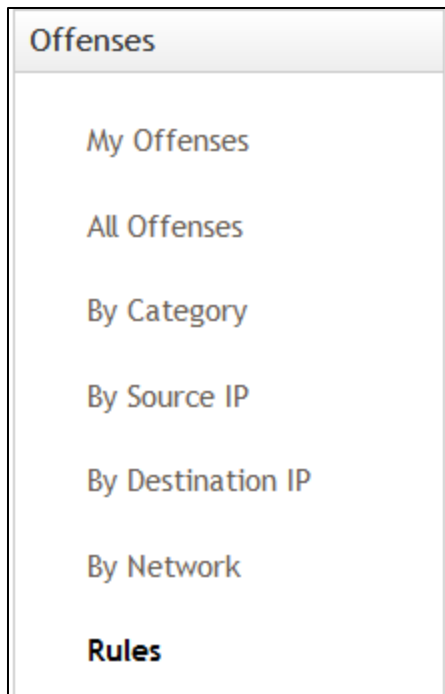 Offenses
My Offenses
All Offenses
By Category
By Source IP
By Destination IP
By Network
Rules